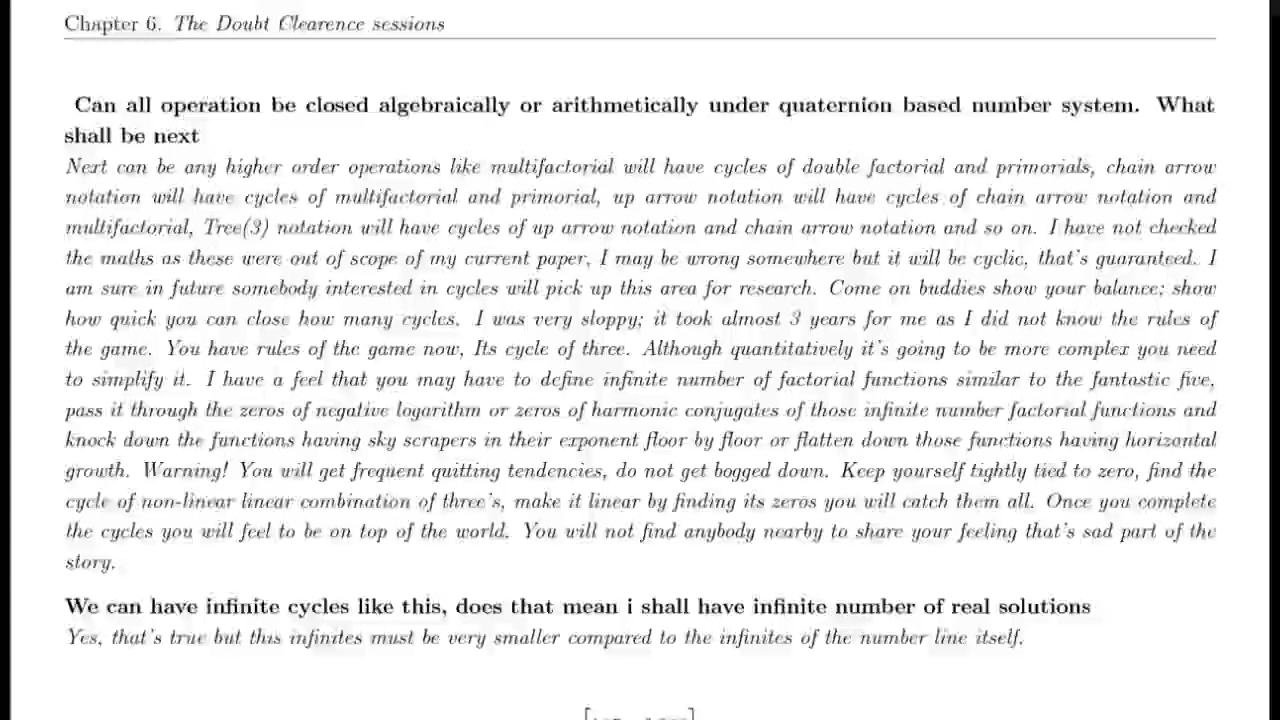 Chapter 6. The Doubt Clearence sessions
Can all operation be closed algebraically or arithmetically under quaternion based number system. What
shall be next
Next can be any higher order operations like multifactorial will have cycles of double factorial and primorials, chain arrow
notation will have cycles of multifactorial and primorial, up arrow notation will have cycles of chain arrow notation and
multifactorial, Tree(3) notation will have cycles of up arrow notation and chain arrow notation and so on. I have not checked
the maths as these were out of scope of my current paper, I may be wrong somewhere but it will be cyclic, that's guaranteed. I
am sure in future somebody interested in cycles will pick up this area for research. Come on buddies show your balance; show
how quick you can close how many cycles. I was very sloppy; it took almost 3 years for me as I did not know the rules of
the game. You have rules of the game now, Its cycle of three. Although quantitatively it's going to be more complex you need
to simplify it. I have a feel that you may have to define infinite number of factorial functions similar to the fantastic five,
pass it through the zeros of negative logarithm or zeros of harmonic conjugates of those infinite number factorial functions and
knock down the functions having sky scrapers in their exponent floor by floor or flatten down those functions having horizontal
growth. Warning! You will get frequent quitting tendencies, do not get bogged down. Keep yourself tightly tied to zero, find the
cycle of non-linear linear combination of three's, make it linear by finding its zeros you will catch them all. Once you complete
the cycles you will feel to be on top of the world. You will not find anybody nearby to share your feeling that's sad part of the
story.
We can have infinite cycles like this, does that mean i shall have infinite number of real solutions
Yes, that's true but this infinites must be very smaller compared to the infinites of the number line itself.